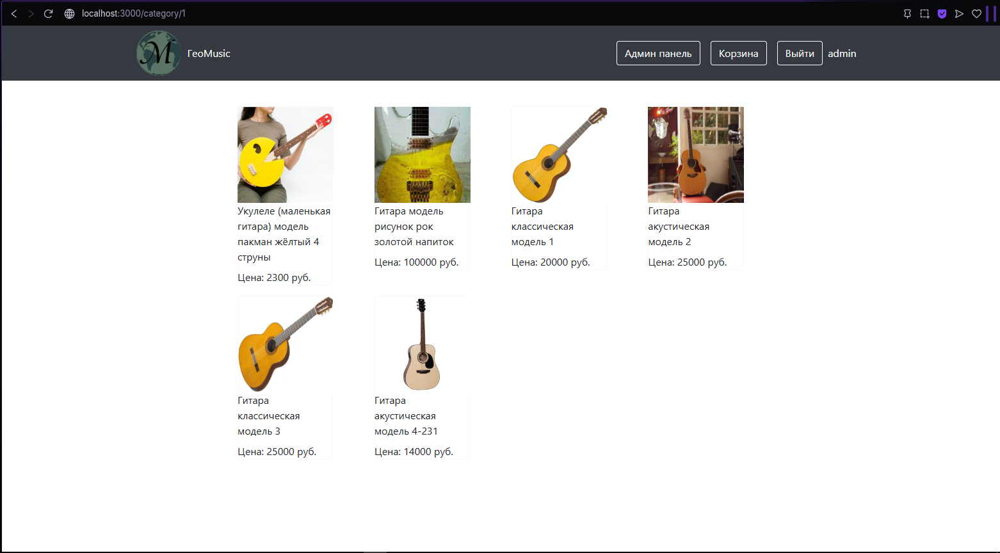 localhost:3000/category/1
M
ГеоMusic
Админ панель
Корзина
Выйти
admin
Укулеле (маленькая
гитара) модель
пакман жёлтый 4
струны
Цена: 2300 руб.
Гитара модель
рисунок рок
золотой напиток
Цена: 100000 руб.
Гитара
классическая
модель 1
Цена: 20000 руб.
Гитара
акустическая
модель 2
Цена: 25000 руб.
Гитара
классическая
модель 3
Цена: 25000 руб.
Гитара
акустическая
модель 4-231
Цена: 14000 руб.